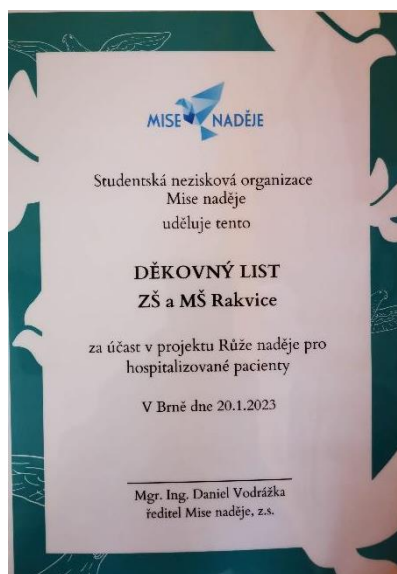 MISE NADĚJE
Studentská nezisková organizace
Mise naděje
uděluje tento
DĚKOVNÝ LIST
ZŠ a MŠ Rakvice
za účast v projektu Růže naděje pro
hospitalizované pacienty
V Brně dne 20.1.2023
Mgr. Ing. Daniel Vodrážka
ředitel Mise naděje, z.s.